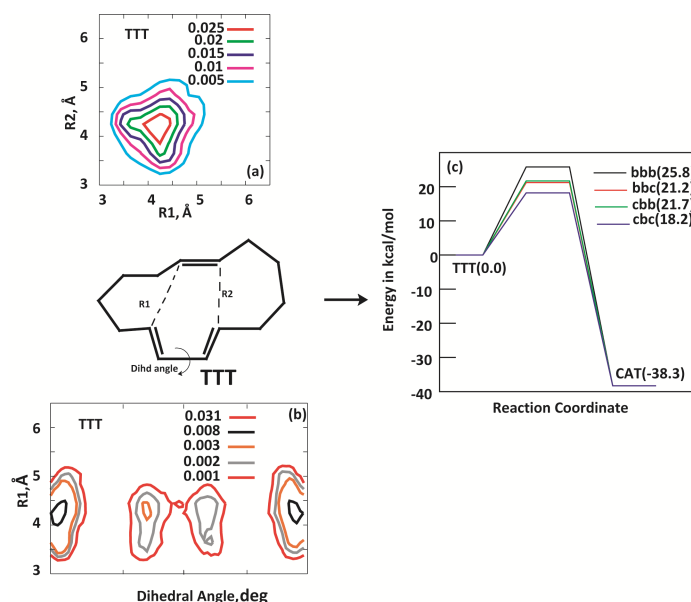 TTT
0.025
0.02
0.015
0.01
0.005
6
5
4
3
R2, Å
(a)
3 4 5 6
R1, Å
R1
R2
Dihd angle
TTT
TTT
(b)
0.031
0.008
0.003
0.002
0.001
6
5
4
3
R1,Å
Dihedral Angle,deg
(c)
bbb(25.8
bbc(21.2)
cbb(21.7)
cbc(18.2)
20
10
0
-10
-20
-30
-40
Energy in kcal/mol
TTT(0.0)
CAT(-38.3)
Reaction Coordinate